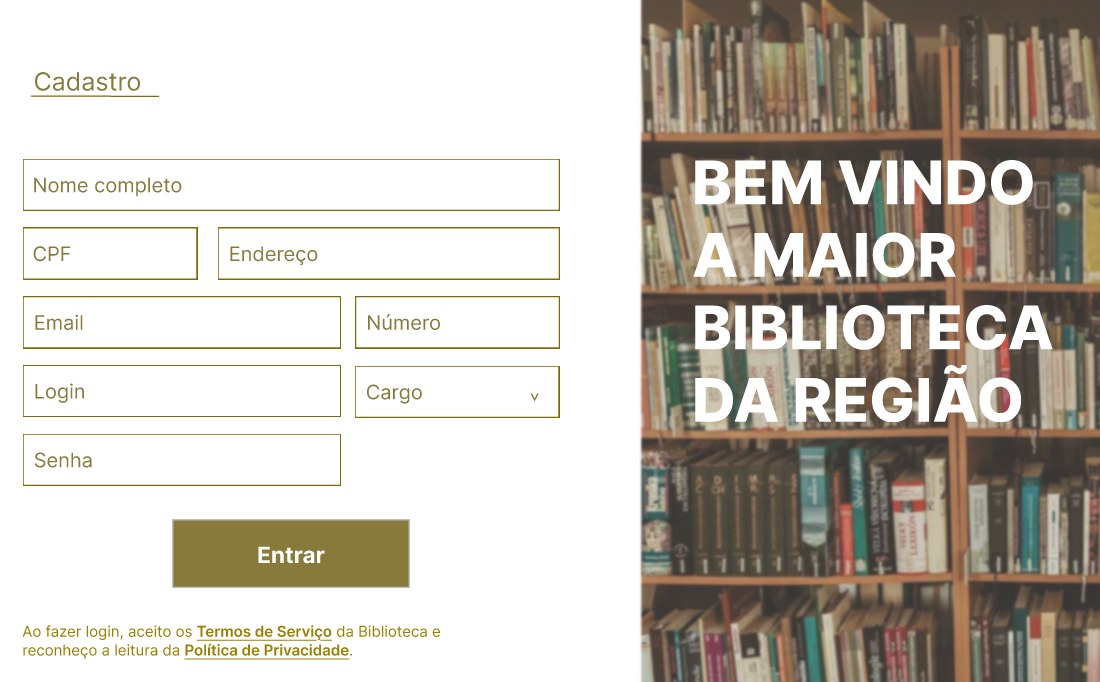 Cadastro
Nome completo
CPF
Endereço
Email
Número
Login
Cargo
Senha
Entrar
Ao fazer login, aceito os Termos de Serviço da Biblioteca e
reconheço a leitura da Política de Privacidade.
BEM VINDO
A MAIOR
BIBLIOTECA
DA REGIÃO